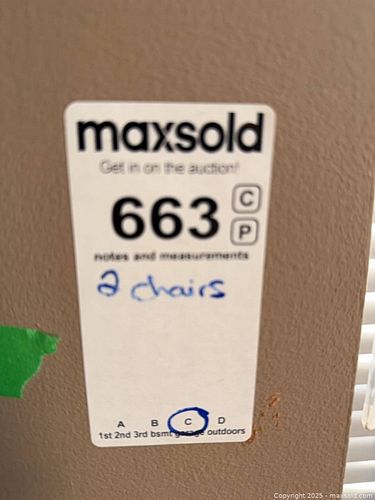 maxsold
Get in on the auction!
663
C
P
notes and measurements
2 chairs
A B C D
1st 2nd 3rd bsmt garage outdoors
Copyright 2025 - maxsold.com